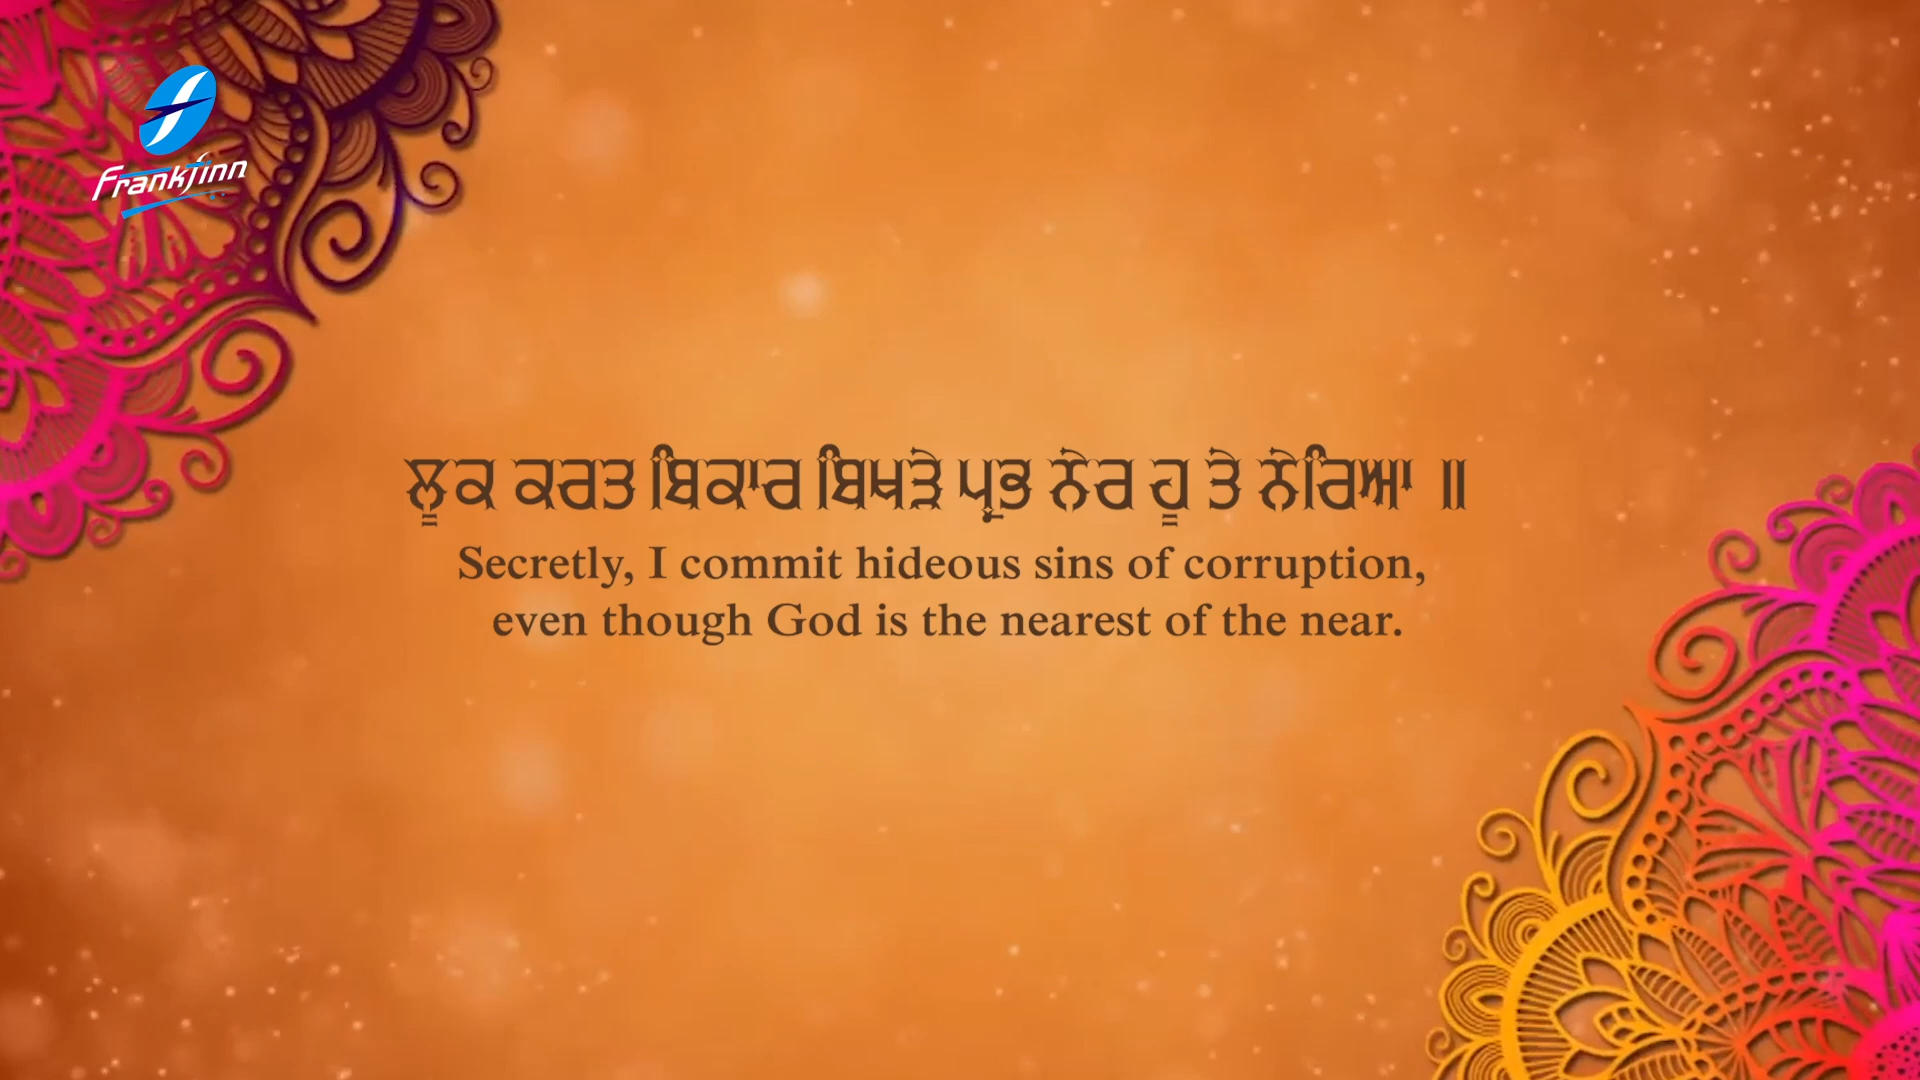 Frankfinn
ਲੂਕ ਕਰਤ ਬਿਕਾਰ ਬਿਖੜੇ ਪ੍ਰਭ ਨੇਰ ਹੂ ਤੇ ਨੇਰਿਆ ॥
Secretly, I commit hideous sins of corruption,
even though God is the nearest of the near.